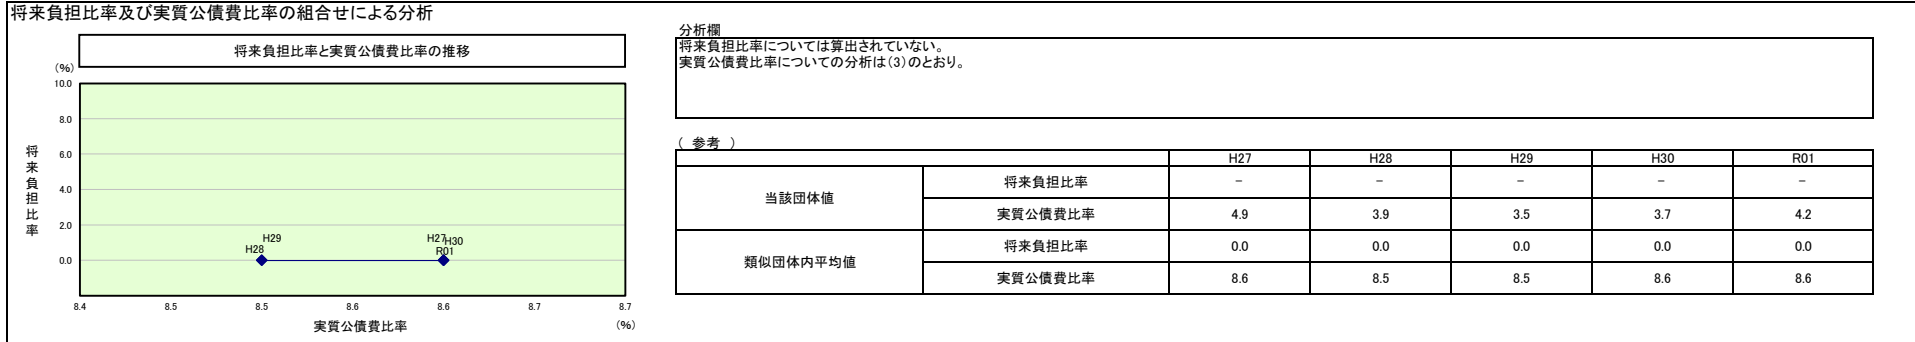 将来負担比率及び実質公債費比率の組合せによる分析
将来負担比率と実質公債費比率の推移
(%)
10.0
8.0
6.0
4.0
2.0
0.0
将来負担比率
H28
H29
H27
H30
R01
8.4
8.5
8.5
8.6
8.6
8.7
8.7
実質公債費比率
(%)
分析欄
将来負担比率については算出されていない。
実質公債費比率についての分析は(3)のとおり。
( 参考 )
H27 H28 H29 H30 R01
当該団体値
将来負担比率 － － － － －
実質公債費比率 4.9 3.9 3.5 3.7 4.2
類似団体内平均値
将来負担比率 0.0 0.0 0.0 0.0 0.0
実質公債費比率 8.6 8.5 8.5 8.6 8.6